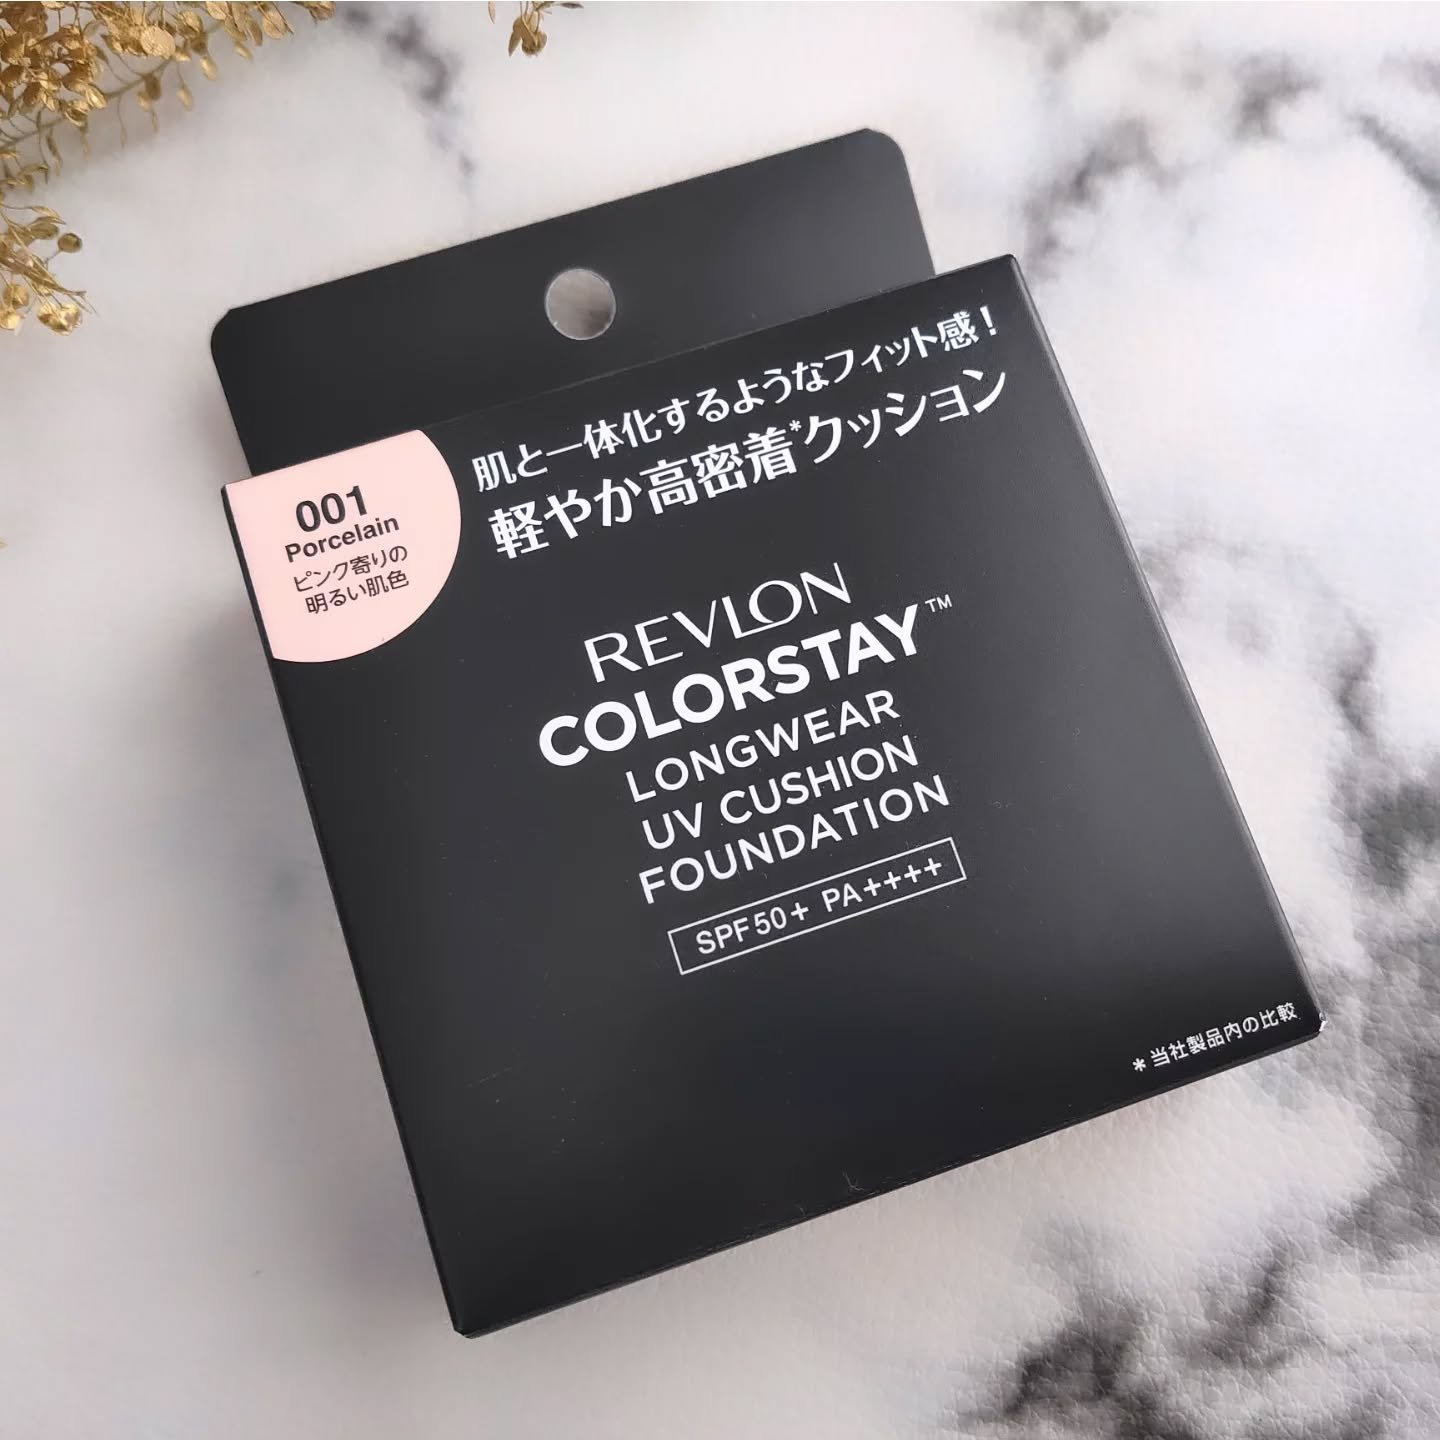 肌と一体化するようなフィット感!
軽やか高密着*クッション
001
Porcelain
ピンク寄りの
明るい肌色
REVLON
COLORSTAY™
LONGWEAR
UV CUSHION
FOUNDATION
SPF50+ PA++++
*当社製品内の比較